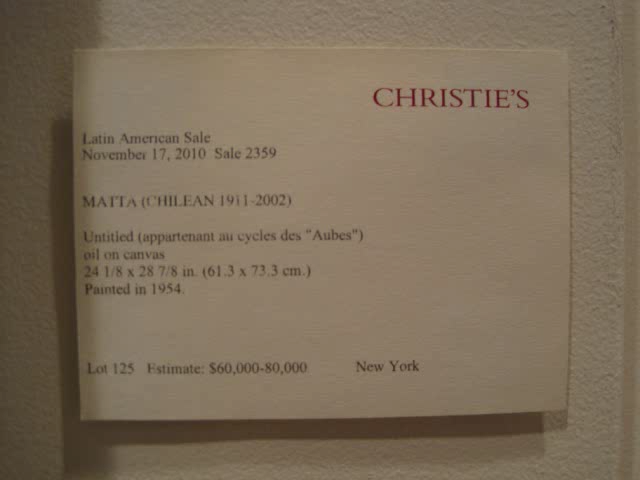 CHRISTIE'S
Latin American Sale
November 17, 2010 Sale 2359
MATTA (CHILEAN 1911-2002)
Untitled (appartenant au cycles des "Aubes")
oil on canvas
24 1/8 x 28 7/8 in. (61.3 x 73.3 cm.)
Painted in 1954.
Lot 125 Estimate: $60,000-80,000 New York